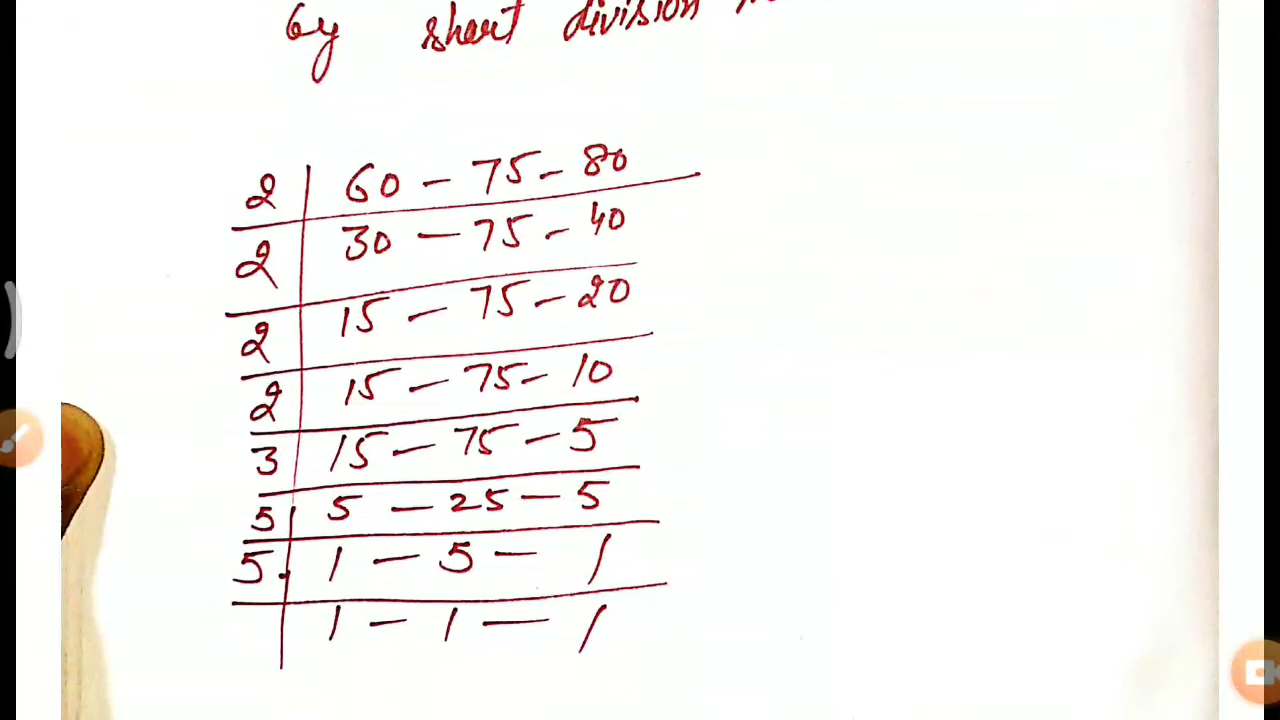 by short division
2 | 60 – 75 – 80
2 | 30 – 75 – 40
2 | 15 – 75 – 20
2 | 15 – 75 – 10
3 | 15 – 75 – 5
5 | 5 – 25 – 5
5 | 1 – 5 – 1
| 1 – 1 – 1